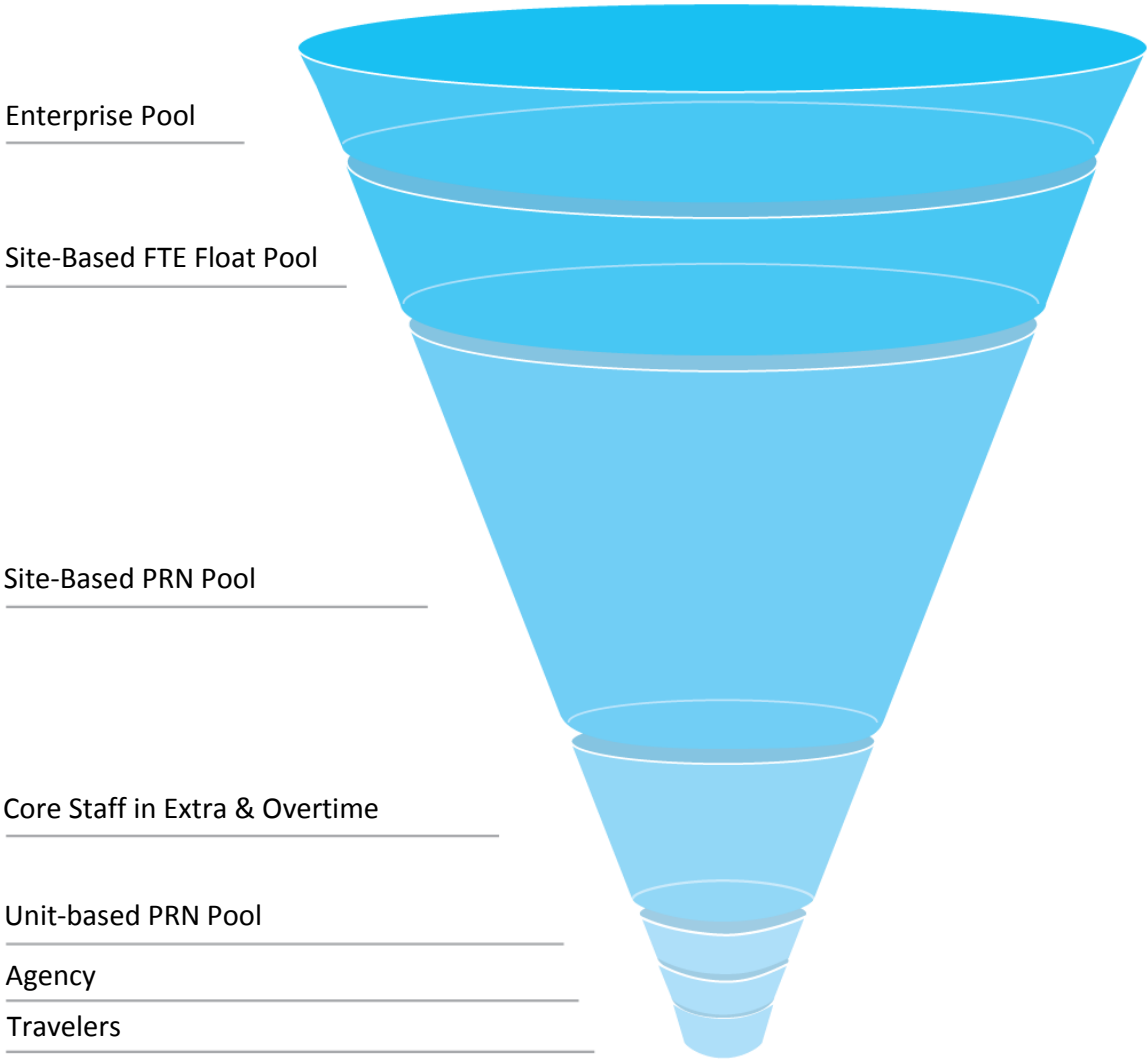 Enterprise Pool
Site-Based FTE Float Pool
Site-Based PRN Pool
Core Staff in Extra & Overtime
Unit-based PRN Pool
Agency
Travelers